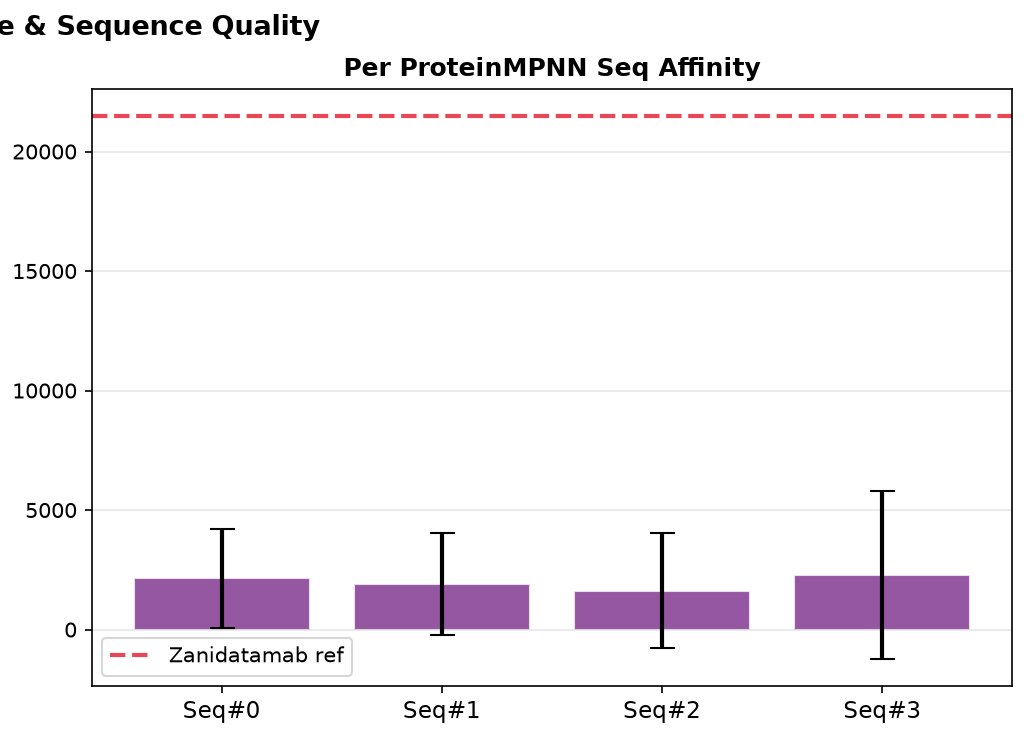 e & Sequence Quality
Per ProteinMPNN Seq Affinity
20000
15000
10000
5000
0
Zanidatamab ref
Seq#0 Seq#1 Seq#2 Seq#3